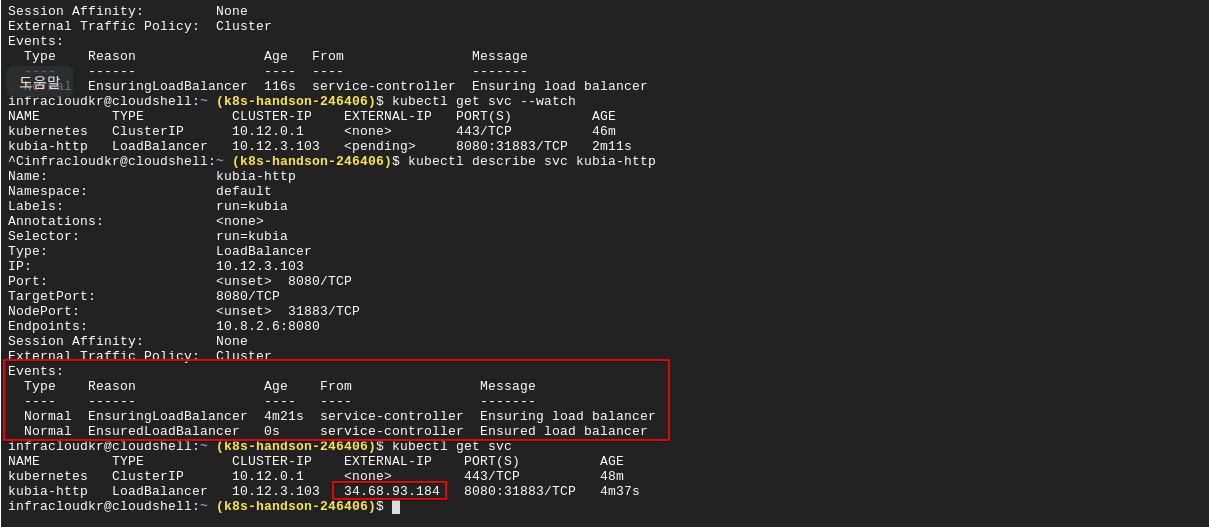 Session Affinity:         None
External Traffic Policy:  Cluster
Events:
  Type    Reason                Age   From                Message
  ----    ------                ----  ----                -------
도움말
  Normal  EnsuringLoadBalancer  116s  service-controller  Ensuring load balancer
infracloudkr@cloudshell:~ (k8s-handson-246406)$ kubectl get svc --watch
NAME         TYPE           CLUSTER-IP    EXTERNAL-IP   PORT(S)          AGE
kubernetes   ClusterIP      10.12.0.1     <none>        443/TCP          46m
kubia-http   LoadBalancer   10.12.3.103   <pending>     8080:31883/TCP   2m11s
^Cinfracloudkr@cloudshell:~ (k8s-handson-246406)$ kubectl describe svc kubia-http
Name:                     kubia-http
Namespace:                default
Labels:                   run=kubia
Annotations:              <none>
Selector:                 run=kubia
Type:                     LoadBalancer
IP:                       10.12.3.103
Port:                     <unset>  8080/TCP
TargetPort:               8080/TCP
NodePort:                 <unset>  31883/TCP
Endpoints:                10.8.2.6:8080
Session Affinity:         None
External Traffic Policy:  Cluster
Events:
  Type    Reason                Age    From                Message
  ----    ------                ----   ----                -------
  Normal  EnsuringLoadBalancer  4m21s  service-controller  Ensuring load balancer
  Normal  EnsuredLoadBalancer   0s     service-controller  Ensured load balancer
infracloudkr@cloudshell:~ (k8s-handson-246406)$ kubectl get svc
NAME         TYPE           CLUSTER-IP    EXTERNAL-IP    PORT(S)          AGE
kubernetes   ClusterIP      10.12.0.1     <none>         443/TCP          48m
kubia-http   LoadBalancer   10.12.3.103   34.68.93.184   8080:31883/TCP   4m37s
infracloudkr@cloudshell:~ (k8s-handson-246406)$